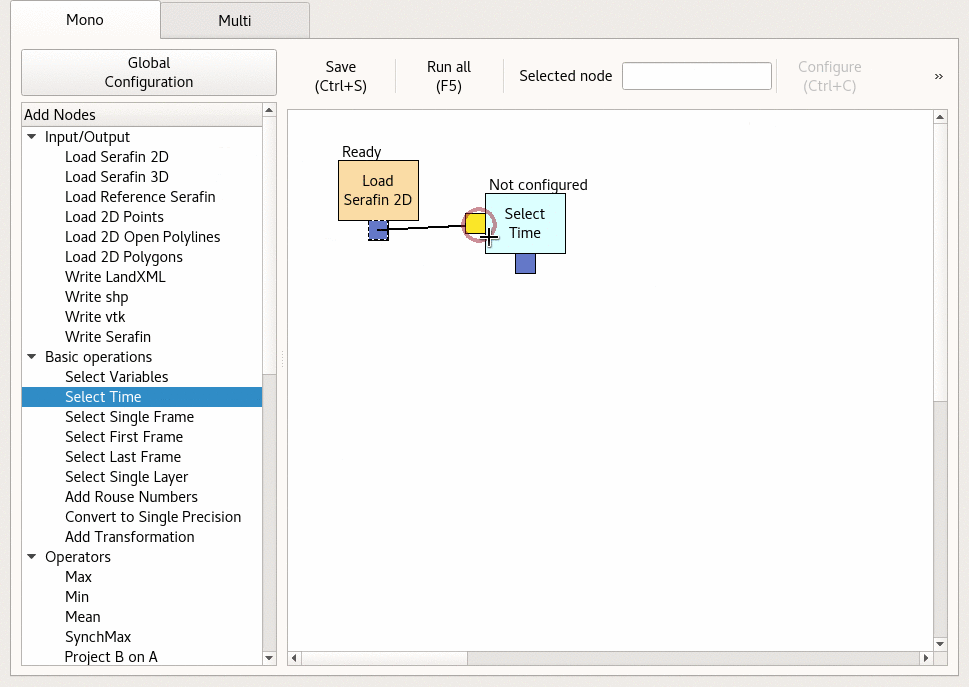 Mono
Multi
Global
Configuration
Save
(Ctrl+S)
Run all
(F5)
Selected node
Configure
(Ctrl+C)
»
Add Nodes
Input/Output
Load Serafin 2D
Load Serafin 3D
Load Reference Serafin
Load 2D Points
Load 2D Open Polylines
Load 2D Polygons
Write LandXML
Write shp
Write vtk
Write Serafin
Basic operations
Select Variables
Select Time
Select Single Frame
Select First Frame
Select Last Frame
Select Single Layer
Add Rouse Numbers
Convert to Single Precision
Add Transformation
Operators
Max
Min
Mean
SynchMax
Project B on A
Ready
Load
Serafin 2D
Not configured
Select
Time